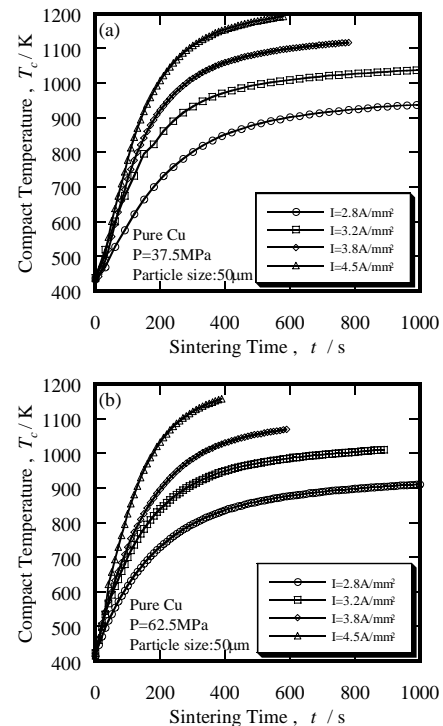 1200
(a)
1100
1000
900
800
700
600
500
400
Compact Temperature , T_c / K
Pure Cu
P=37.5MPa
Particle size:50μm
I=2.8A/mm²
I=3.2A/mm²
I=3.8A/mm²
I=4.5A/mm²
0 200 400 600 800 1000
Sintering Time , t / s
1200
(b)
1100
1000
900
800
700
600
500
400
Compact Temperature , T_c / K
Pure Cu
P=62.5MPa
Particle size:50μm
I=2.8A/mm²
I=3.2A/mm²
I=3.8A/mm²
I=4.5A/mm²
0 200 400 600 800 1000
Sintering Time , t / s